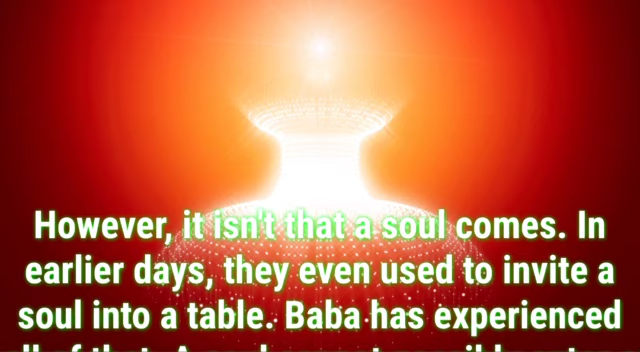 However, it isn't that a soul comes. In
earlier days, they even used to invite a
soul into a table. Baba has experienced